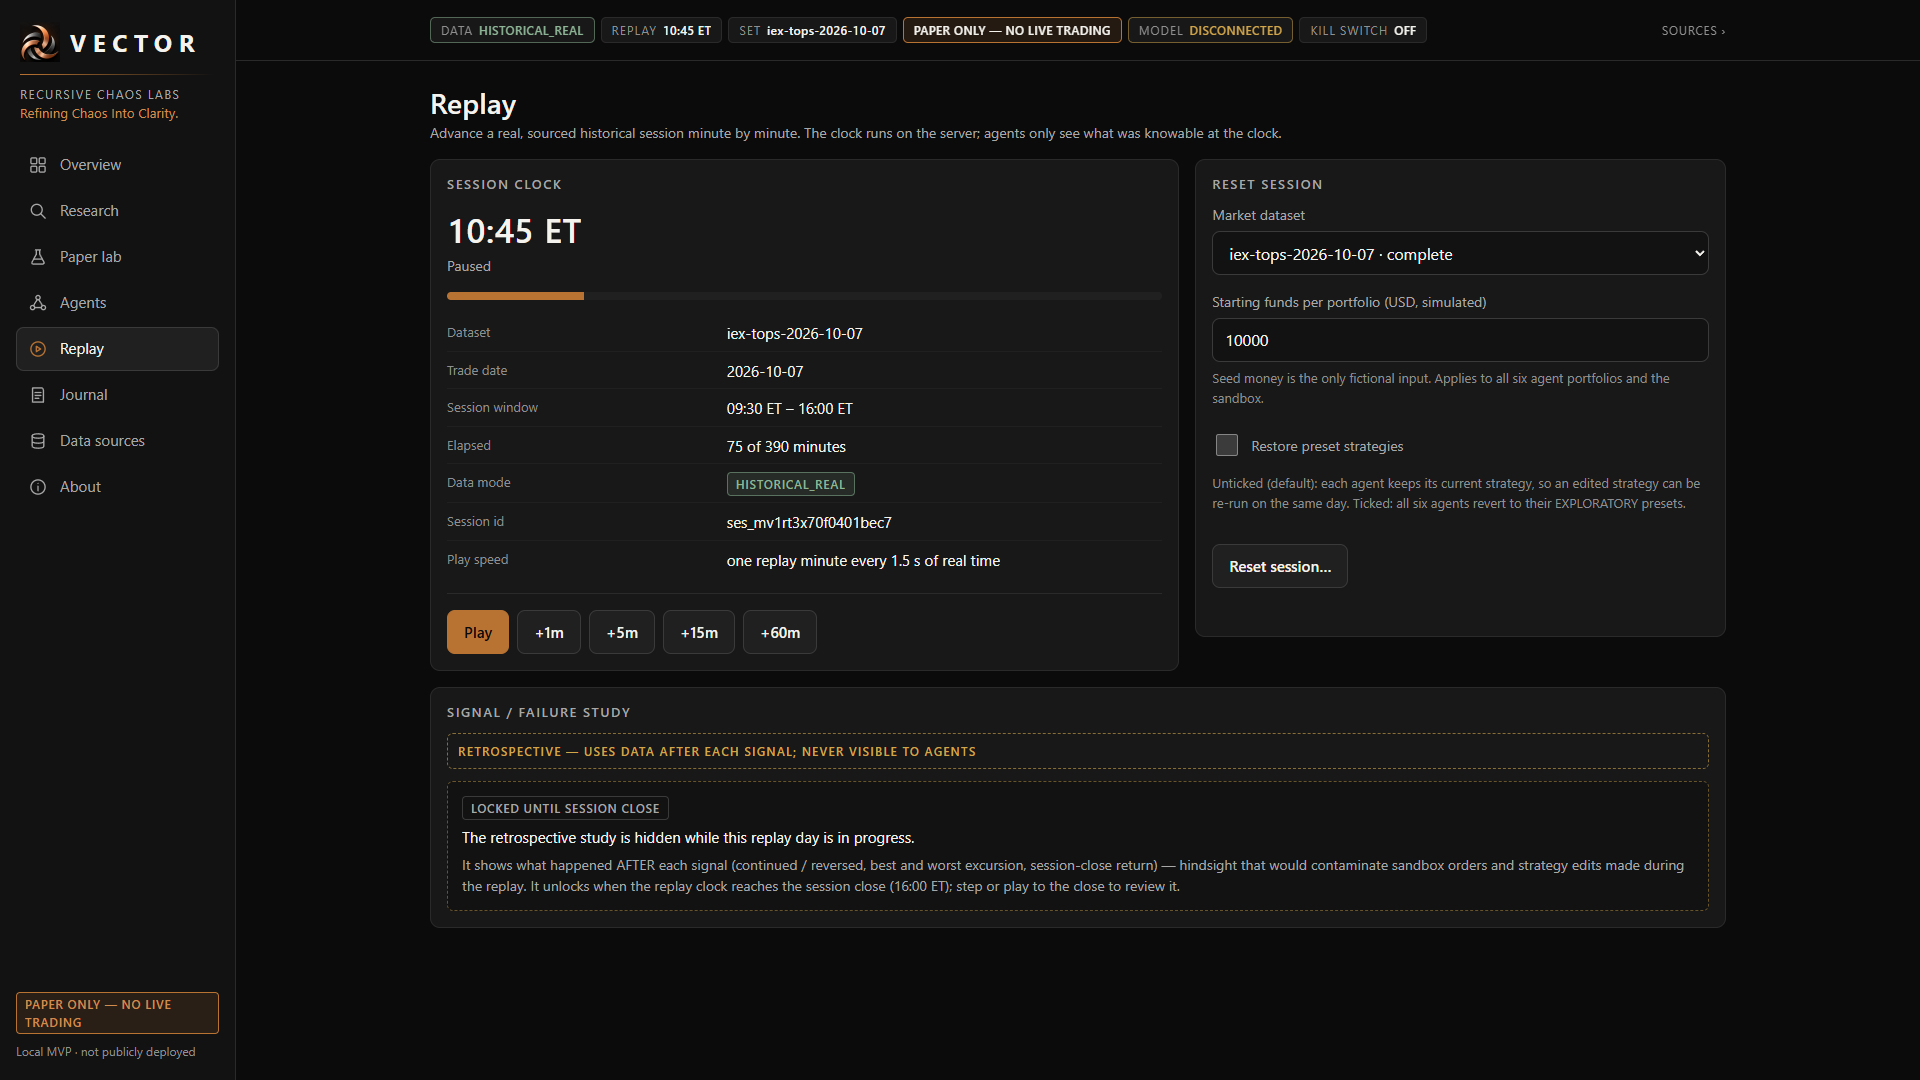 VECTOR
RECURSIVE CHAOS LABS
Refining Chaos Into Clarity.
Overview
Research
Paper lab
Agents
Replay
Journal
Data sources
About
PAPER ONLY — NO LIVE
TRADING
Local MVP · not publicly deployed
DATA HISTORICAL_REAL
REPLAY 10:45 ET
SET iex-tops-2026-10-07
PAPER ONLY — NO LIVE TRADING
MODEL DISCONNECTED
KILL SWITCH OFF
SOURCES ›
Replay
Advance a real, sourced historical session minute by minute. The clock runs on the server; agents only see what was knowable at the clock.
SESSION CLOCK
10:45 ET
Paused
Dataset iex-tops-2026-10-07
Trade date 2026-10-07
Session window 09:30 ET – 16:00 ET
Elapsed 75 of 390 minutes
Data mode HISTORICAL_REAL
Session id ses_mv1rt3x70f0401bec7
Play speed one replay minute every 1.5 s of real time
Play +1m +5m +15m +60m
RESET SESSION
Market dataset
iex-tops-2026-10-07 · complete
Starting funds per portfolio (USD, simulated)
10000
Seed money is the only fictional input. Applies to all six agent portfolios and the
sandbox.
Restore preset strategies
Unticked (default): each agent keeps its current strategy, so an edited strategy can be
re-run on the same day. Ticked: all six agents revert to their EXPLORATORY presets.
Reset session...
SIGNAL / FAILURE STUDY
RETROSPECTIVE — USES DATA AFTER EACH SIGNAL; NEVER VISIBLE TO AGENTS
LOCKED UNTIL SESSION CLOSE
The retrospective study is hidden while this replay day is in progress.
It shows what happened AFTER each signal (continued / reversed, best and worst excursion, session-close return) — hindsight that would contaminate sandbox orders and strategy edits made during
the replay. It unlocks when the replay clock reaches the session close (16:00 ET); step or play to the close to review it.